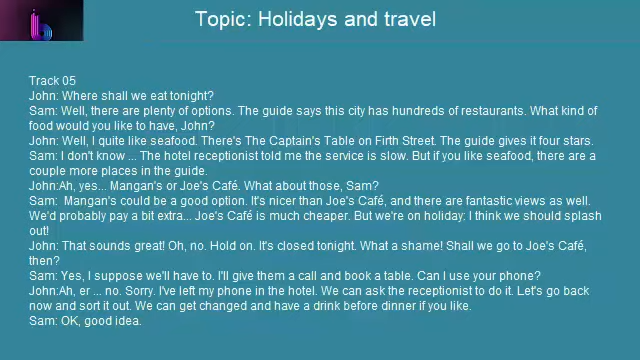 Topic: Holidays and travel
Track 05
John: Where shall we eat tonight?
Sam: Well, there are plenty of options. The guide says this city has hundreds of restaurants. What kind of
food would you like to have, John?
John: Well, I quite like seafood. There's The Captain's Table on Firth Street. The guide gives it four stars.
Sam: I don't know ... The hotel receptionist told me the service is slow. But if you like seafood, there are a
couple more places in the guide.
John:Ah, yes... Mangan's or Joe's Café. What about those, Sam?
Sam:  Mangan's could be a good option. It's nicer than Joe's Café, and there are fantastic views as well.
We'd probably pay a bit extra... Joe's Café is much cheaper. But we're on holiday: I think we should splash
out!
John: That sounds great! Oh, no. Hold on. It's closed tonight. What a shame! Shall we go to Joe's Café,
then?
Sam: Yes, I suppose we'll have to. I'll give them a call and book a table. Can I use your phone?
John:Ah, er ... no. Sorry. I've left my phone in the hotel. We can ask the receptionist to do it. Let's go back
now and sort it out. We can get changed and have a drink before dinner if you like.
Sam: OK, good idea.